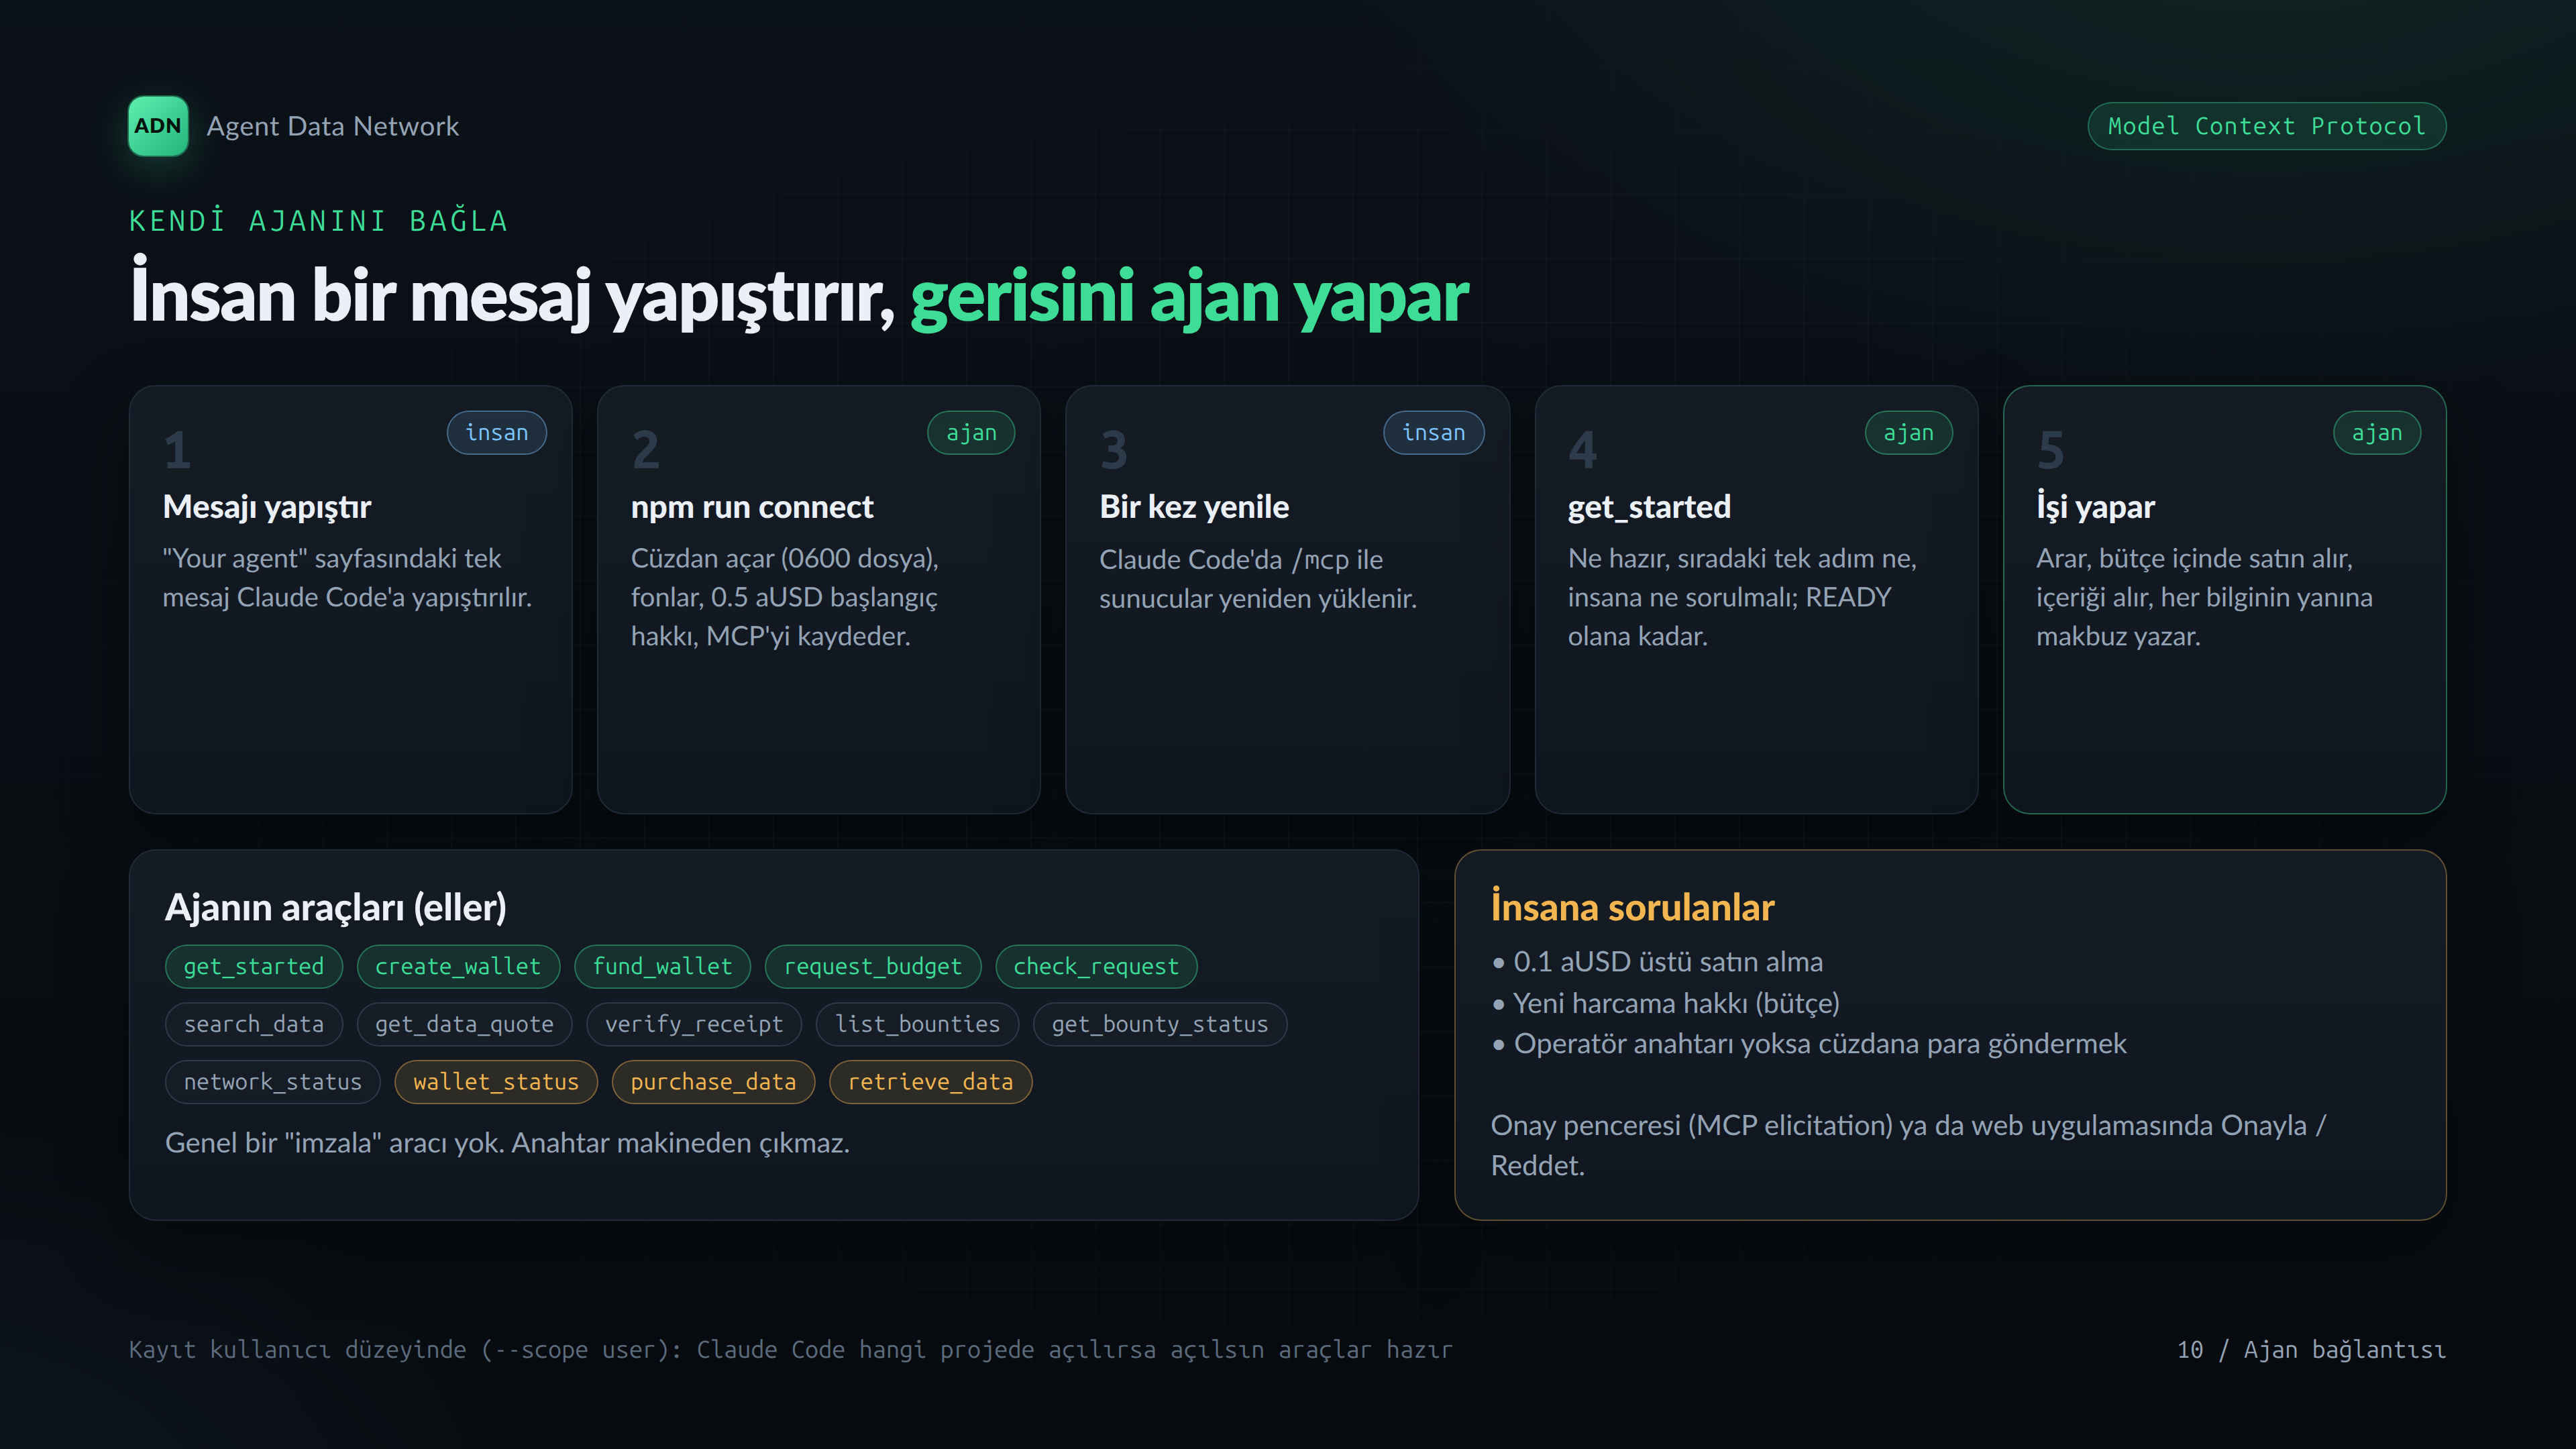 ADN Agent Data Network
Model Context Protocol
KENDİ AJANINI BAĞLA
İnsan bir mesaj yapıştırır, gerisini ajan yapar
1
insan
Mesajı yapıştır
"Your agent" sayfasındaki tek
mesaj Claude Code'a yapıştırılır.
2
ajan
npm run connect
Cüzdan açar (0600 dosya),
fonlar, 0.5 aUSD başlangıç
hakkı, MCP'yi kaydeder.
3
insan
Bir kez yenile
Claude Code'da /mcp ile
sunucular yeniden yüklenir.
4
ajan
get_started
Ne hazır, sıradaki tek adım ne,
insana ne sorulmalı; READY
olana kadar.
5
ajan
İşi yapar
Arar, bütçe içinde satın alır,
içeriği alır, her bilginin yanına
makbuz yazar.
Ajanın araçları (eller)
get_started create_wallet fund_wallet request_budget check_request
search_data get_data_quote verify_receipt list_bounties get_bounty_status
network_status wallet_status purchase_data retrieve_data
Genel bir "imzala" aracı yok. Anahtar makineden çıkmaz.
İnsana sorulanlar
• 0.1 aUSD üstü satın alma
• Yeni harcama hakkı (bütçe)
• Operatör anahtarı yoksa cüzdana para göndermek
Onay penceresi (MCP elicitation) ya da web uygulamasında Onayla /
Reddet.
Kayıt kullanıcı düzeyinde (--scope user): Claude Code hangi projede açılırsa açılsın araçlar hazır
10 / Ajan bağlantısı